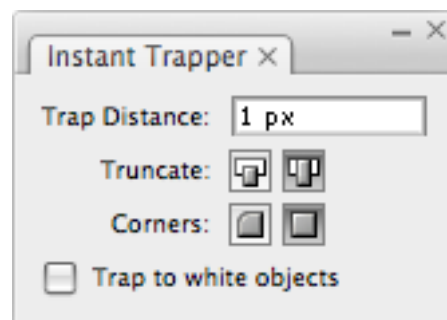 Instant Trapper
Trap Distance: 1 px
Truncate:
Corners:
Trap to white objects